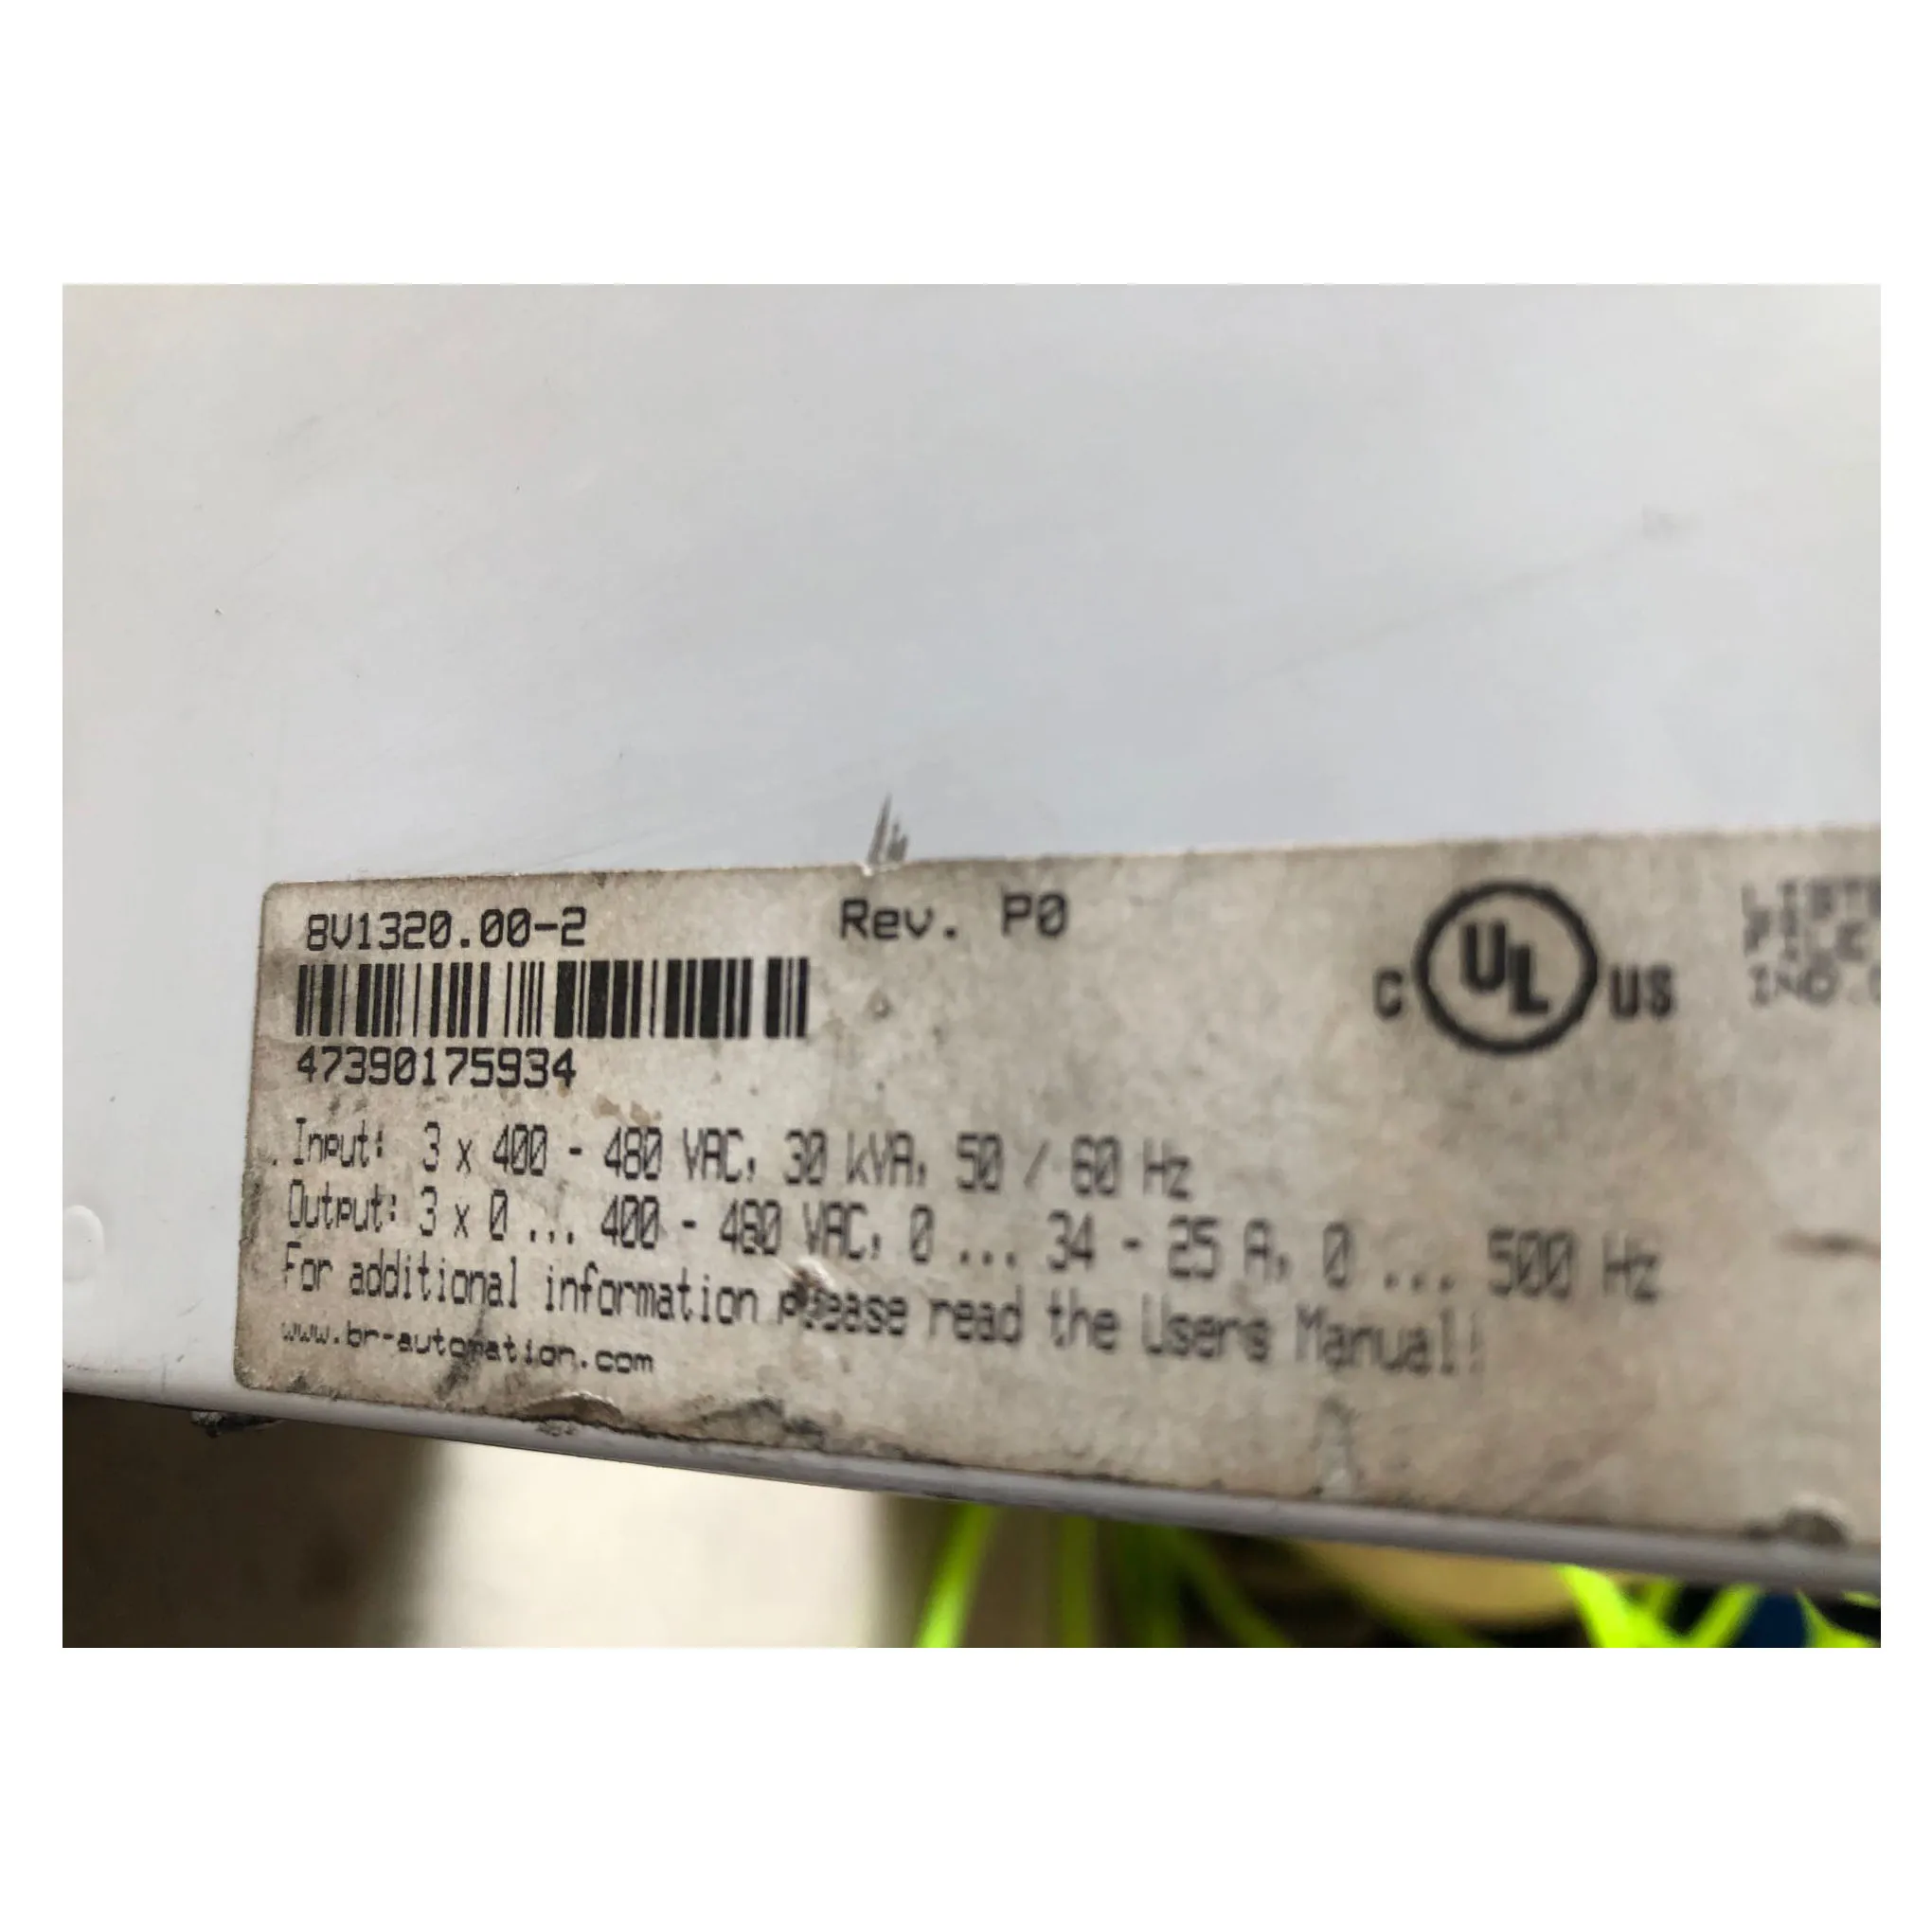 8V1320.00-2 Rev. P0
C UL US
47390175934
Input: 3 x 400 - 480 VAC, 30 kVA, 50 / 60 Hz
Output: 3 x 0 ... 400 - 480 VAC, 0 ... 34 - 25 A, 0 ... 500 Hz
For additional information please read the Users Manual!
www.br-automation.com